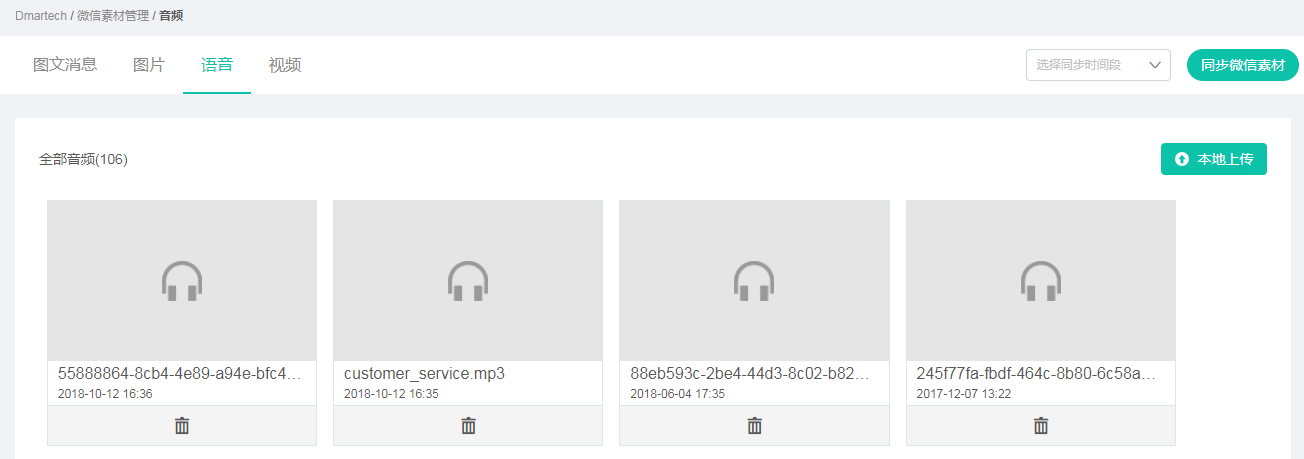 Dmartech / 微信素材管理 / 音频
图文消息 图片 语音 视频 选择同步时间段 同步微信素材
全部音频(106) 本地上传
55888864-8cb4-4e89-a94e-bfc4... customer_service.mp3 88eb593c-2be4-44d3-8c02-b82... 245f77fa-fbdf-464c-8b80-6c58a...
2018-10-12 16:36 2018-10-12 16:35 2018-06-04 17:35 2017-12-07 13:22